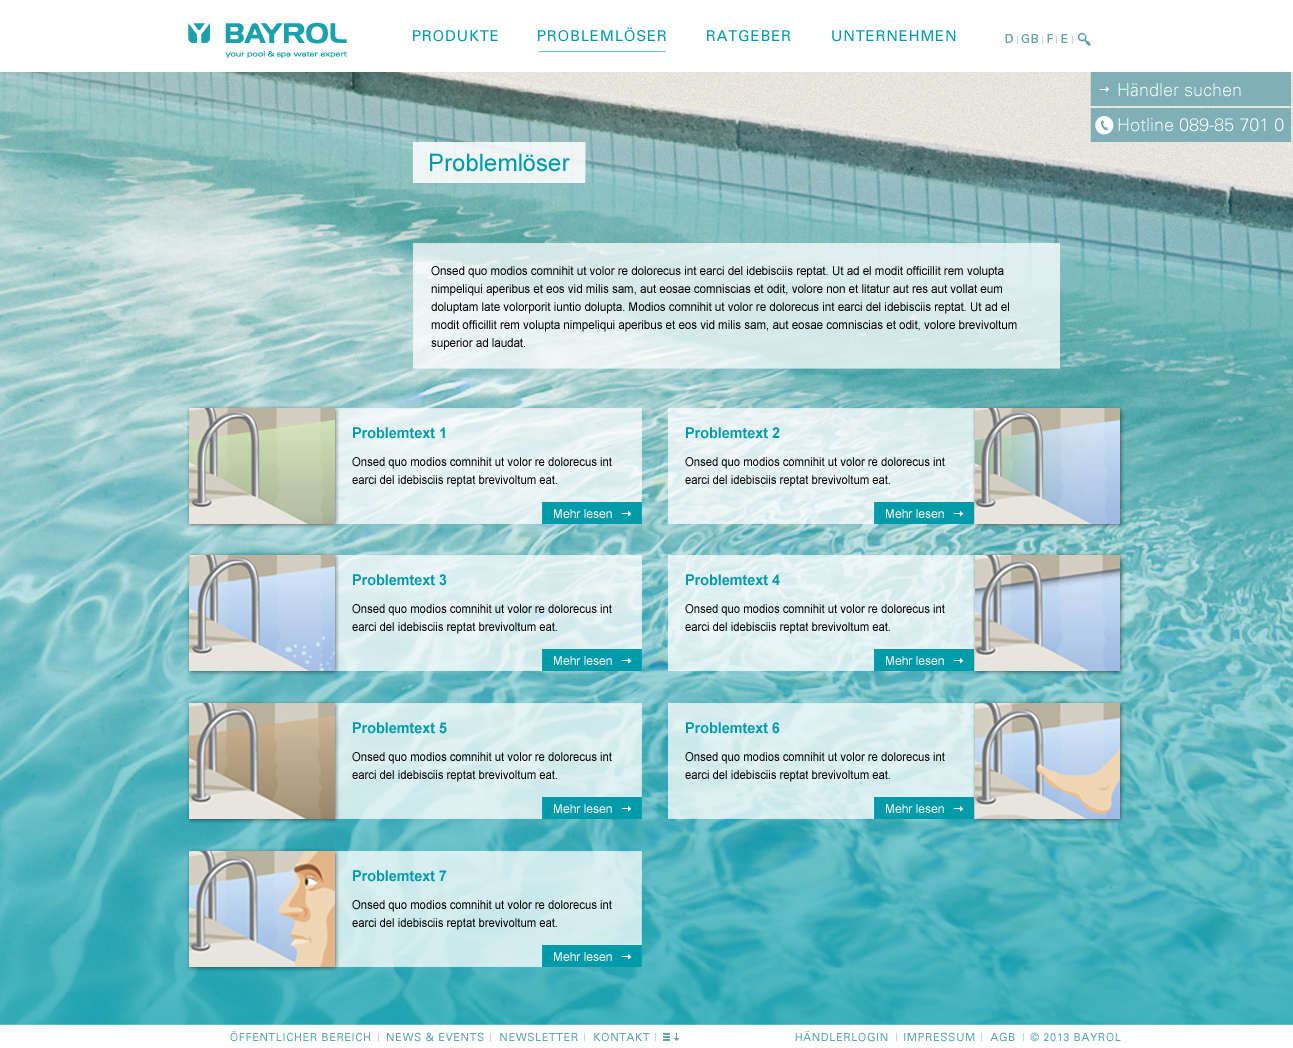 BAYROL
your pool & spa water expert
PRODUKTE PROBLEMLÖSER RATGEBER UNTERNEHMEN
D GB F E
Händler suchen
Hotline 089-85 701 0
Problemlöser
Onsed quo modios comnihit ut volor re dolorecus int earci del idebisciis reptat. Ut ad el modit officillit rem volupta
nimpeliqui aperibus et eos vid milis sam, aut eosae comniscias et odit, volore non et litatur aut res aut vollat eum
doluptam late volorporit iuntio dolupta. Modios comnihit ut volor re dolorecus int earci del idebisciis reptat. Ut ad el
modit officillit rem volupta nimpeliqui aperibus et eos vid milis sam, aut eosae comniscias et odit, volore brevivoltum
superior ad laudat.
Problemtext 1
Onsed quo modios comnihit ut volor re dolorecus int
earci del idebisciis reptat brevivoltum eat.
Mehr lesen
Problemtext 2
Onsed quo modios comnihit ut volor re dolorecus int
earci del idebisciis reptat brevivoltum eat.
Mehr lesen
Problemtext 3
Onsed quo modios comnihit ut volor re dolorecus int
earci del idebisciis reptat brevivoltum eat.
Mehr lesen
Problemtext 4
Onsed quo modios comnihit ut volor re dolorecus int
earci del idebisciis reptat brevivoltum eat.
Mehr lesen
Problemtext 5
Onsed quo modios comnihit ut volor re dolorecus int
earci del idebisciis reptat brevivoltum eat.
Mehr lesen
Problemtext 6
Onsed quo modios comnihit ut volor re dolorecus int
earci del idebisciis reptat brevivoltum eat.
Mehr lesen
Problemtext 7
Onsed quo modios comnihit ut volor re dolorecus int
earci del idebisciis reptat brevivoltum eat.
Mehr lesen
ÖFFENTLICHER BEREICH | NEWS & EVENTS | NEWSLETTER | KONTAKT | HÄNDLERLOGIN | IMPRESSUM | AGB | © 2013 BAYROL